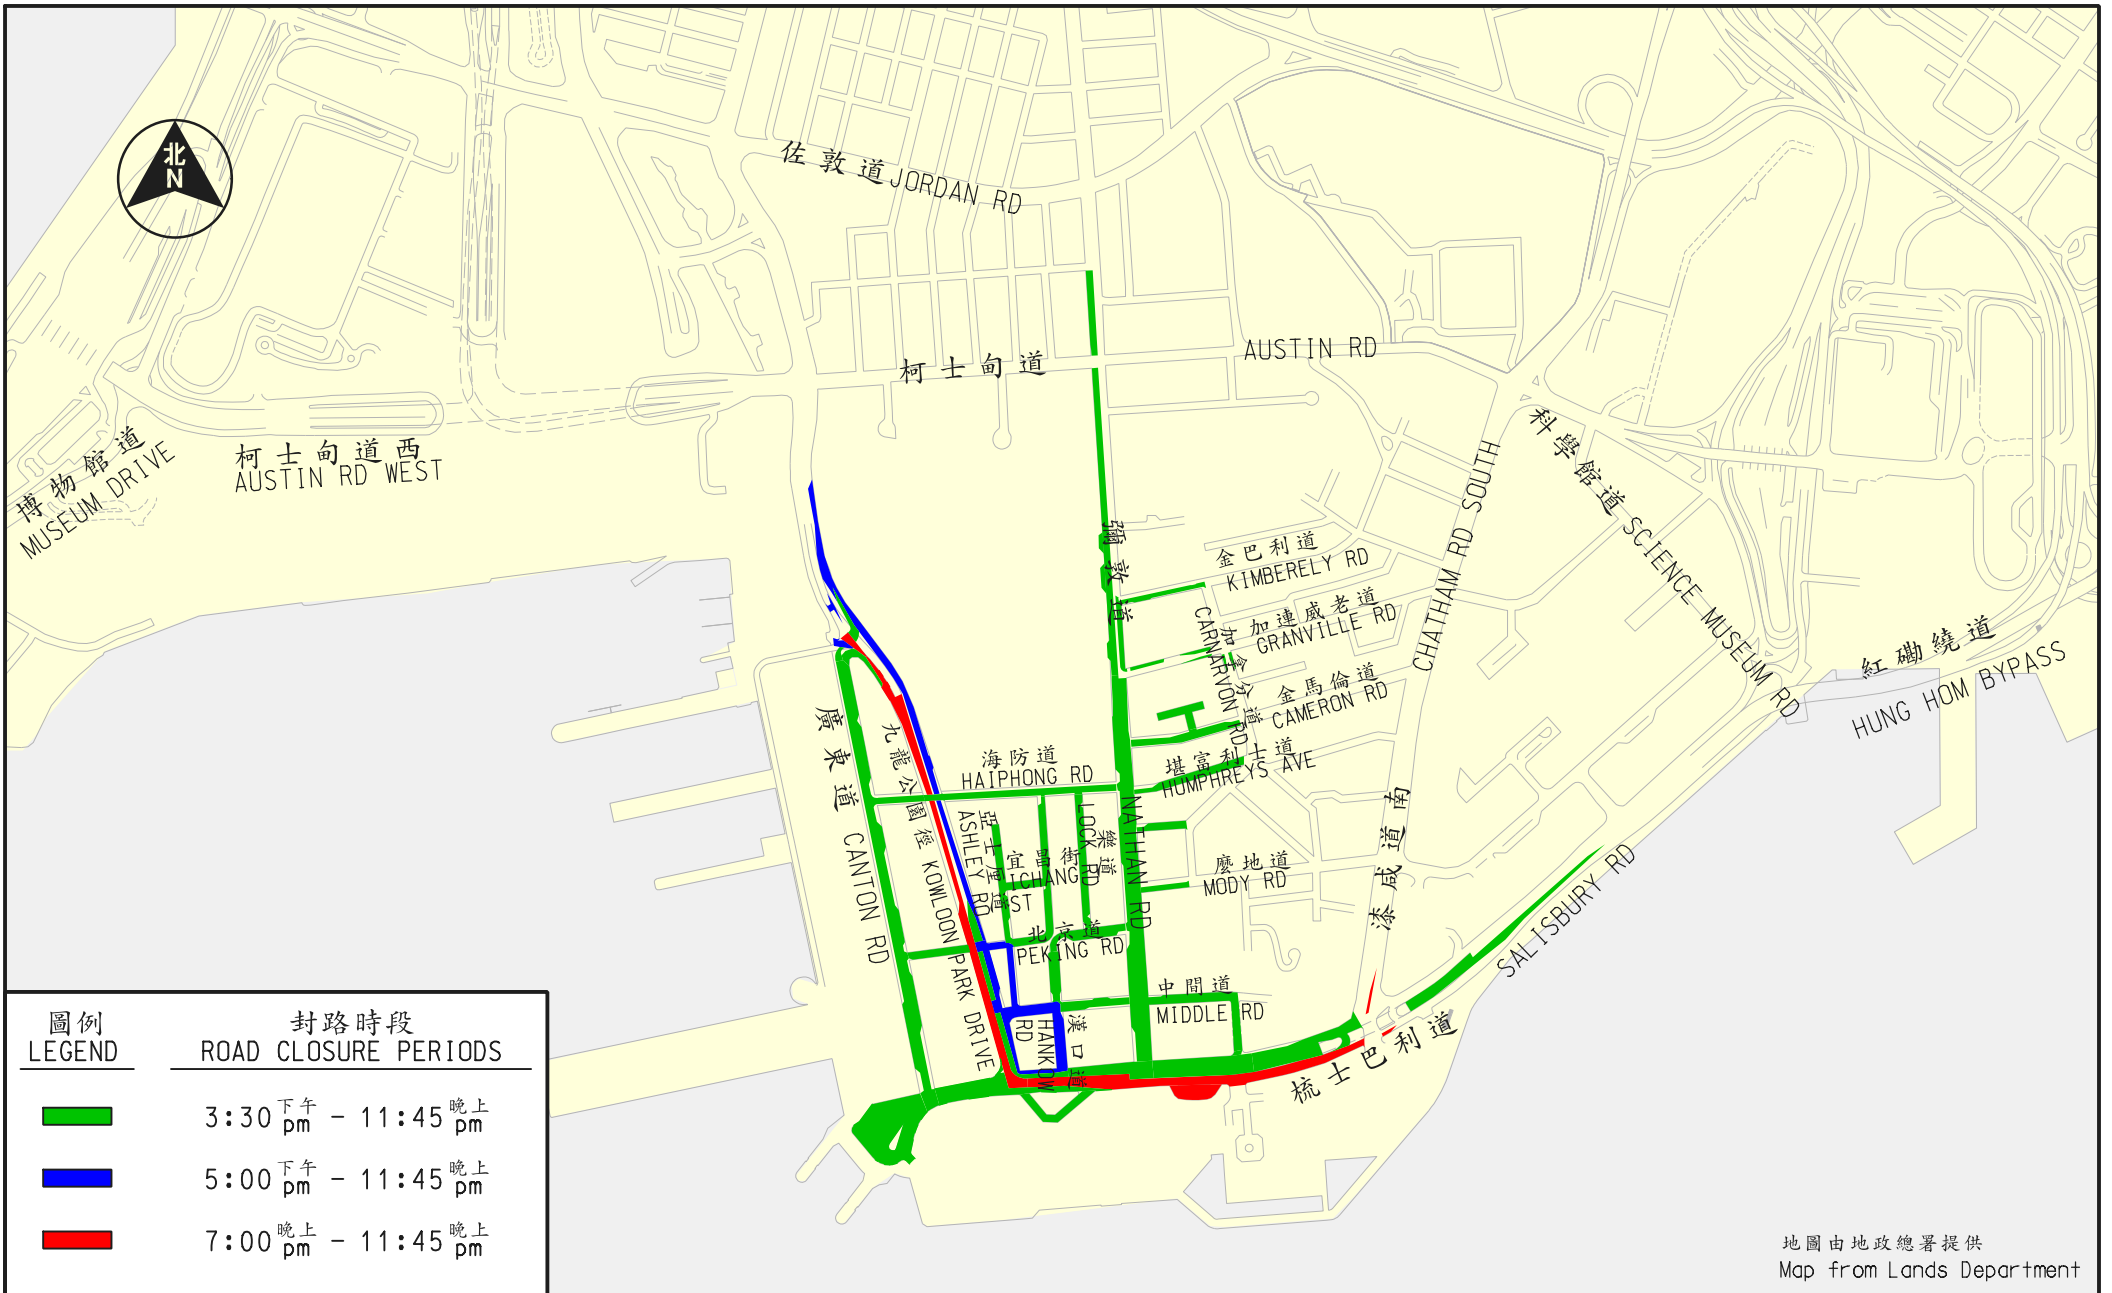 北
N
佐敦道 JORDAN RD
柯士甸道
AUSTIN RD
博物館道
MUSEUM DRIVE
柯士甸道西
AUSTIN RD WEST
科學館道 SCIENCE MUSEUM RD
CHATHAM RD SOUTH
漆咸道南
彌敦道
NATHAN RD
金巴利道
KIMBERELY RD
加連威老道
GRANVILLE RD
加拿分道
CARNARVON RD
金馬倫道
CAMERON RD
堪富利士道
HUMPHREYS AVE
紅磡繞道
HUNG HOM BYPASS
廣東道 CANTON RD
九龍公園徑 KOWLOON PARK DRIVE
海防道
HAIPHONG RD
亞士厘道
ASHLEY RD
宜昌街
ICHANG
ST
樂道
LOCK RD
麼地道
MODY RD
北京道
PEKING RD
中間道
MIDDLE RD
漢口道
HANKOW
RD
梳士巴利道
SALISBURY RD
圖例
LEGEND
封路時段
ROAD CLOSURE PERIODS
3:30 下午 pm - 11:45 晚上 pm
5:00 下午 pm - 11:45 晚上 pm
7:00 晚上 pm - 11:45 晚上 pm
地圖由地政總署提供
Map from Lands Department